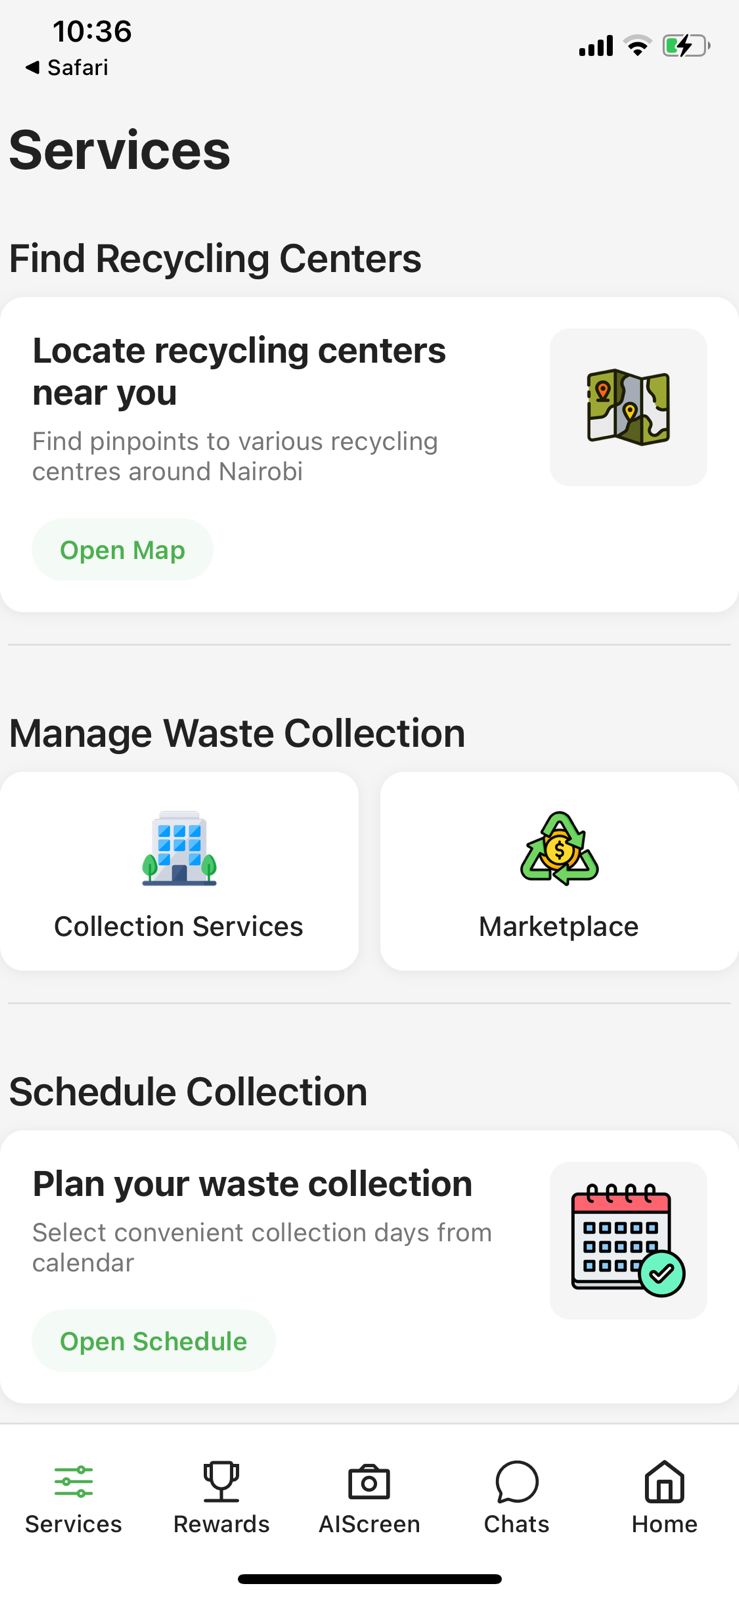 10:36
◀ Safari
Services
Find Recycling Centers
Locate recycling centers
near you
Find pinpoints to various recycling
centres around Nairobi
Open Map
Manage Waste Collection
Collection Services
Marketplace
Schedule Collection
Plan your waste collection
Select convenient collection days from
calendar
Open Schedule
Services
Rewards
AIScreen
Chats
Home